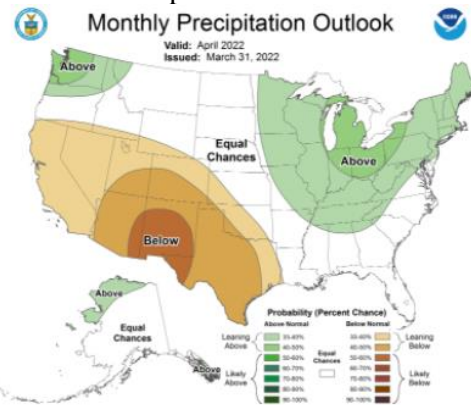 Monthly Precipitation Outlook
Valid: April 2022
Issued: March 31, 2022
Above
Equal
Chances
Above
Below
Above
Equal
Chances
Above
Probability (Percent Chance)
Above Normal
Below Normal
Leaning
Above
Likely
Above
33-40%
40-50%
50-60%
60-70%
70-80%
80-90%
90-100%
Equal
Chances
33-40%
40-50%
50-60%
60-70%
70-80%
80-90%
90-100%
Leaning
Below
Likely
Below